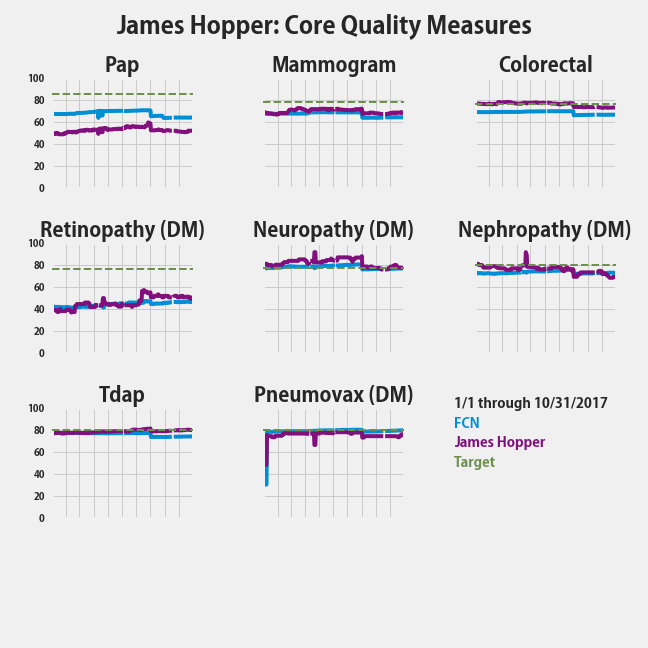 James Hopper: Core Quality Measures
Pap
Mammogram
Colorectal
100
80
60
40
20
0
Retinopathy (DM)
Neuropathy (DM)
Nephropathy (DM)
100
80
60
40
20
0
Tdap
Pneumovax (DM)
100
80
60
40
20
0
1/1 through 10/31/2017
FCN
James Hopper
Target